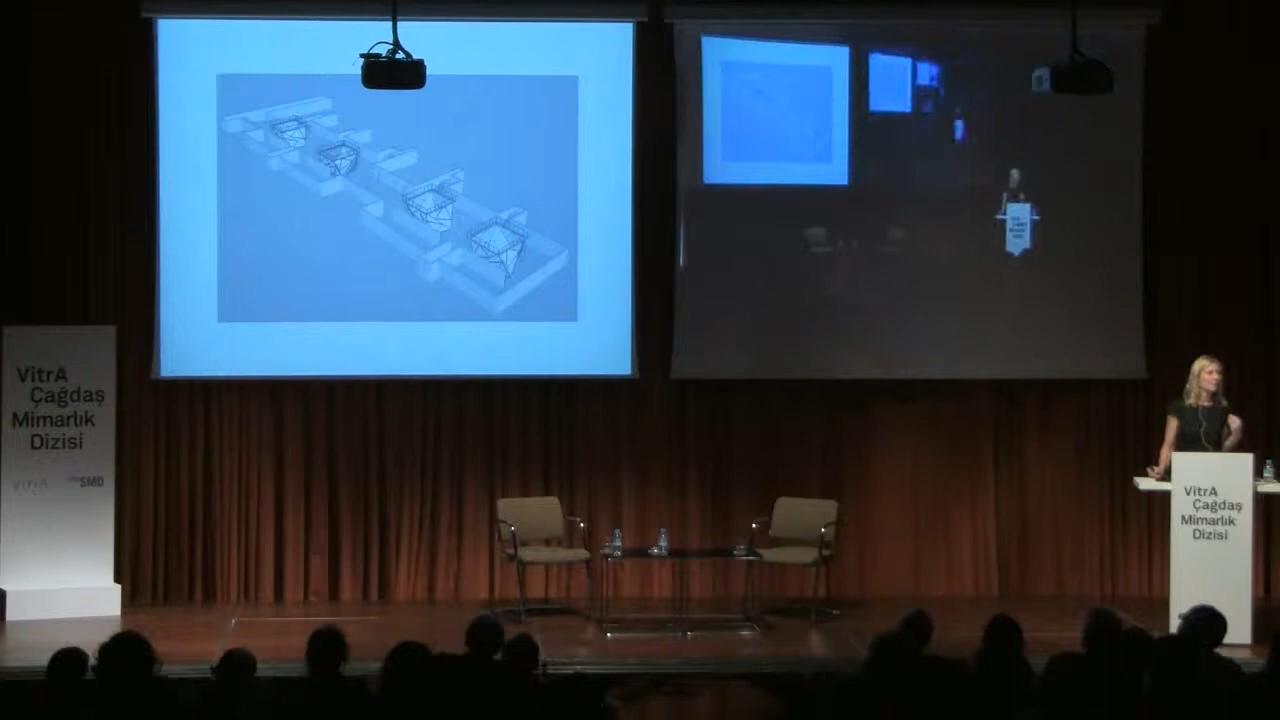 VitrA
Çağdaş
Mimarlık
Dizisi
VitrA
SMD
VitrA
Çağdaş
Mimarlık
Dizisi